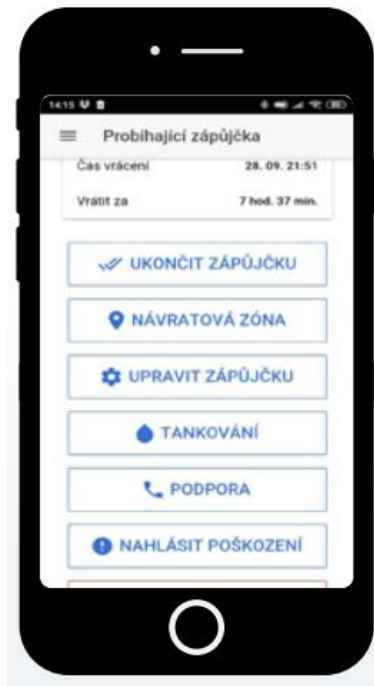 14:15
Probíhající zápůjčka
Čas vrácení 28. 09. 21:51
Vrátit za 7 hod. 37 min.
UKONČIT ZÁPŮJČKU
NÁVRATOVÁ ZÓNA
UPRAVIT ZÁPŮJČKU
TANKOVÁNÍ
PODPORA
NAHLÁSIT POŠKOZENÍ